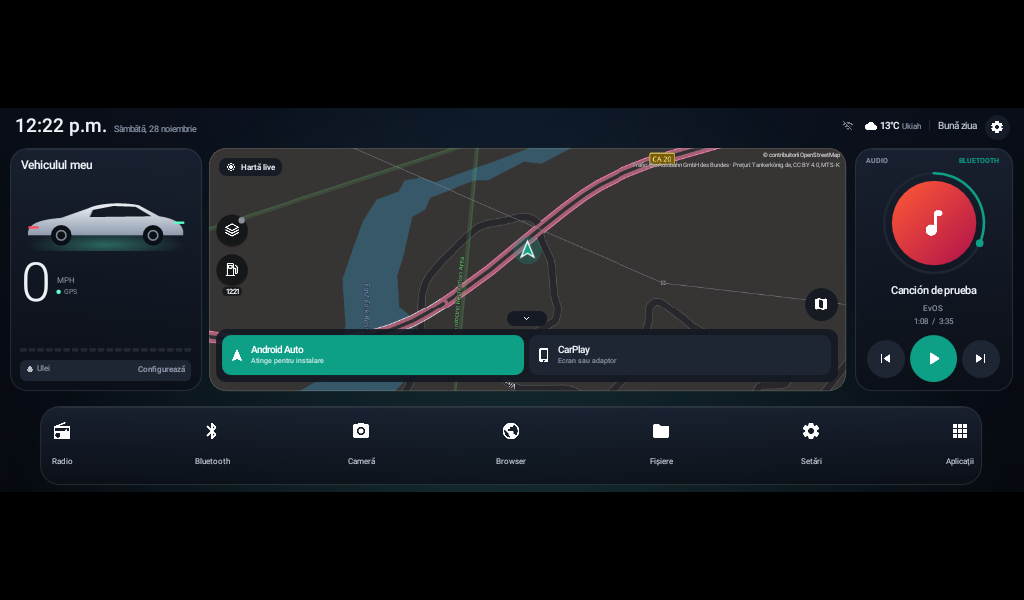 12:22 p.m. Sâmbătă, 28 noiembrie
13°C Ukiah Bună ziua
Vehiculul meu
0 MPH
GPS
Ulei Configurează
Hartă live
CA 20
© contributorii OpenStreetMap
1221
Android Auto
Atinge pentru instalare
CarPlay
Ecran sau adaptor
AUDIO BLUETOOTH
Canción de prueba
EvOS
1:08 / 3:35
Radio
Bluetooth
Cameră
Browser
Fișiere
Setări
Aplicații